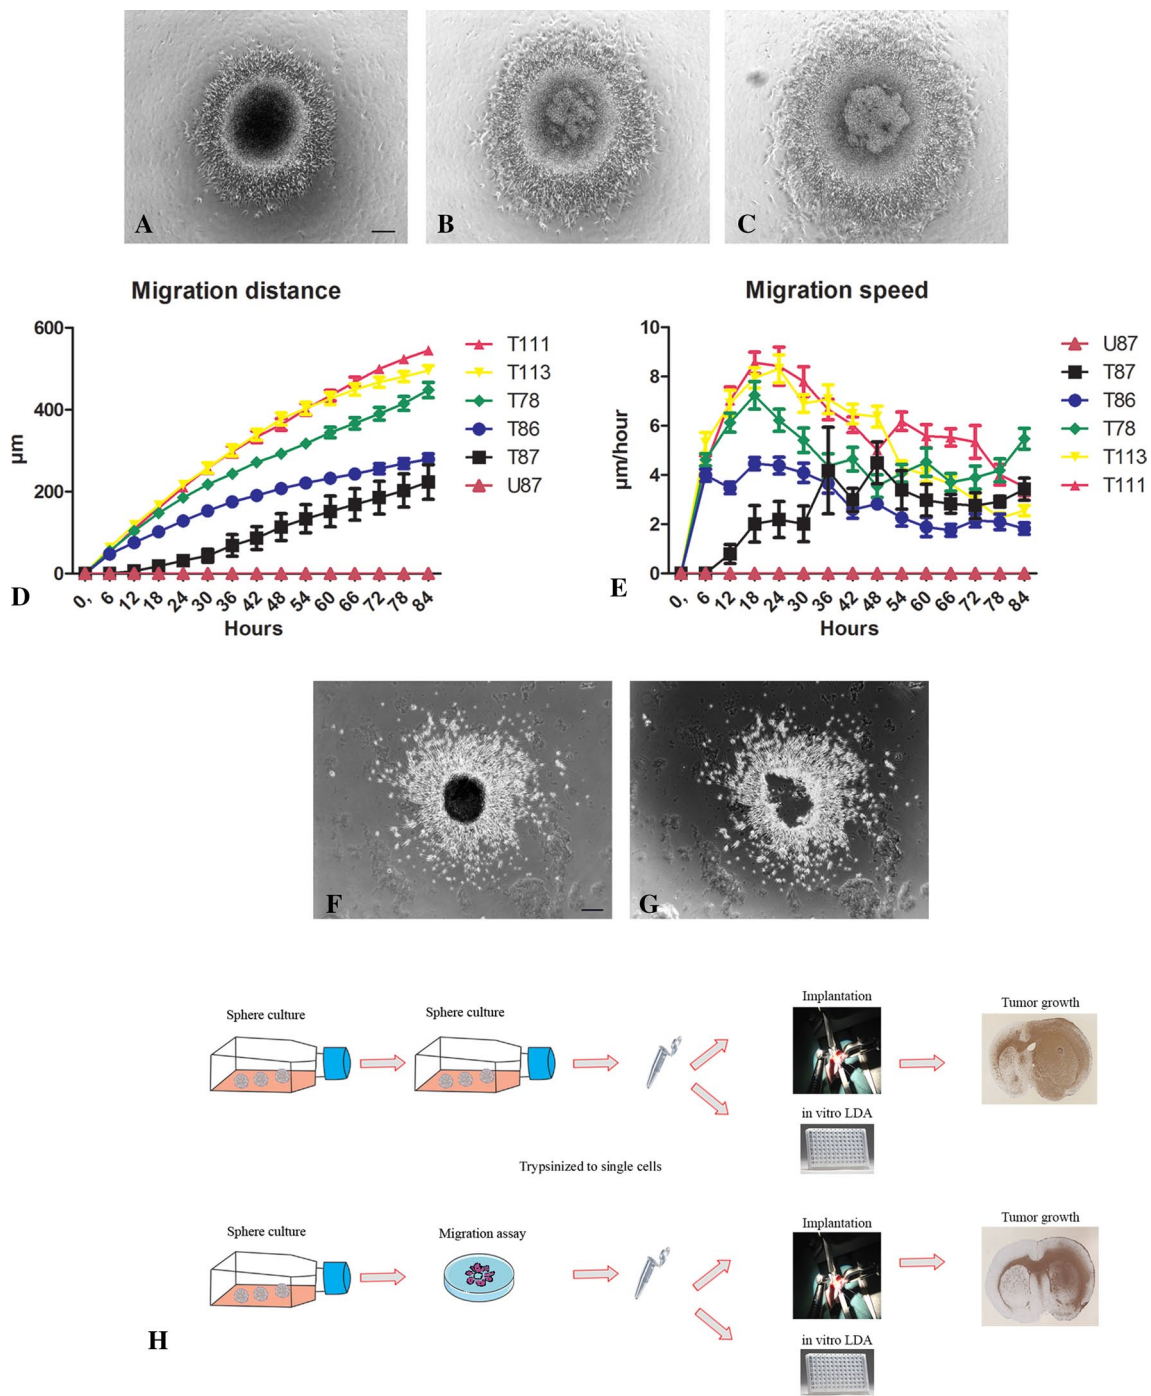 A
B
C
Migration distance
600
400
200
0
µm
0, 6 12 18 24 30 36 42 48 54 60 66 72 78 84
Hours
T111
T113
T78
T86
T87
U87
D
Migration speed
10
8
6
4
2
0
µm/hour
0, 6 12 18 24 30 36 42 48 54 60 66 72 78 84
Hours
U87
T87
T86
T78
T113
T111
E
F
G
Sphere culture
Sphere culture
Implantation
Tumor growth
in vitro LDA
Trypsinized to single cells
Sphere culture
Migration assay
Implantation
Tumor growth
in vitro LDA
H